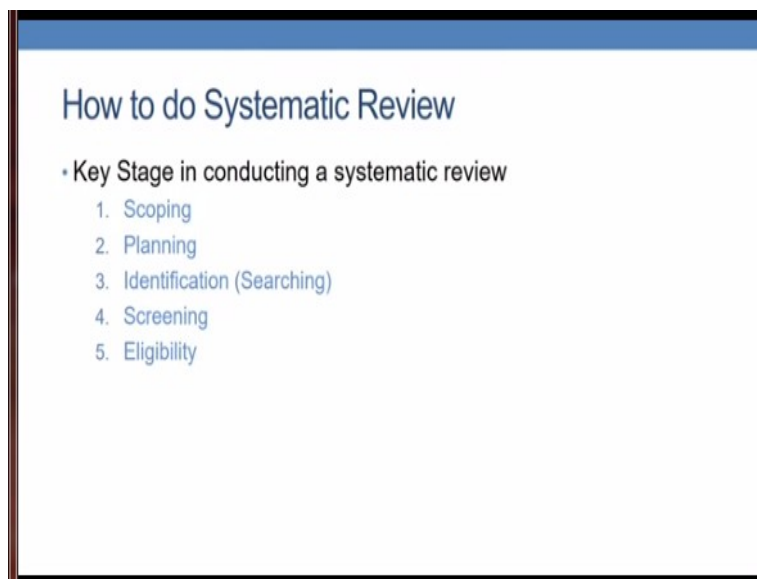 How to do Systematic Review
• Key Stage in conducting a systematic review
1. Scoping
2. Planning
3. Identification (Searching)
4. Screening
5. Eligibility